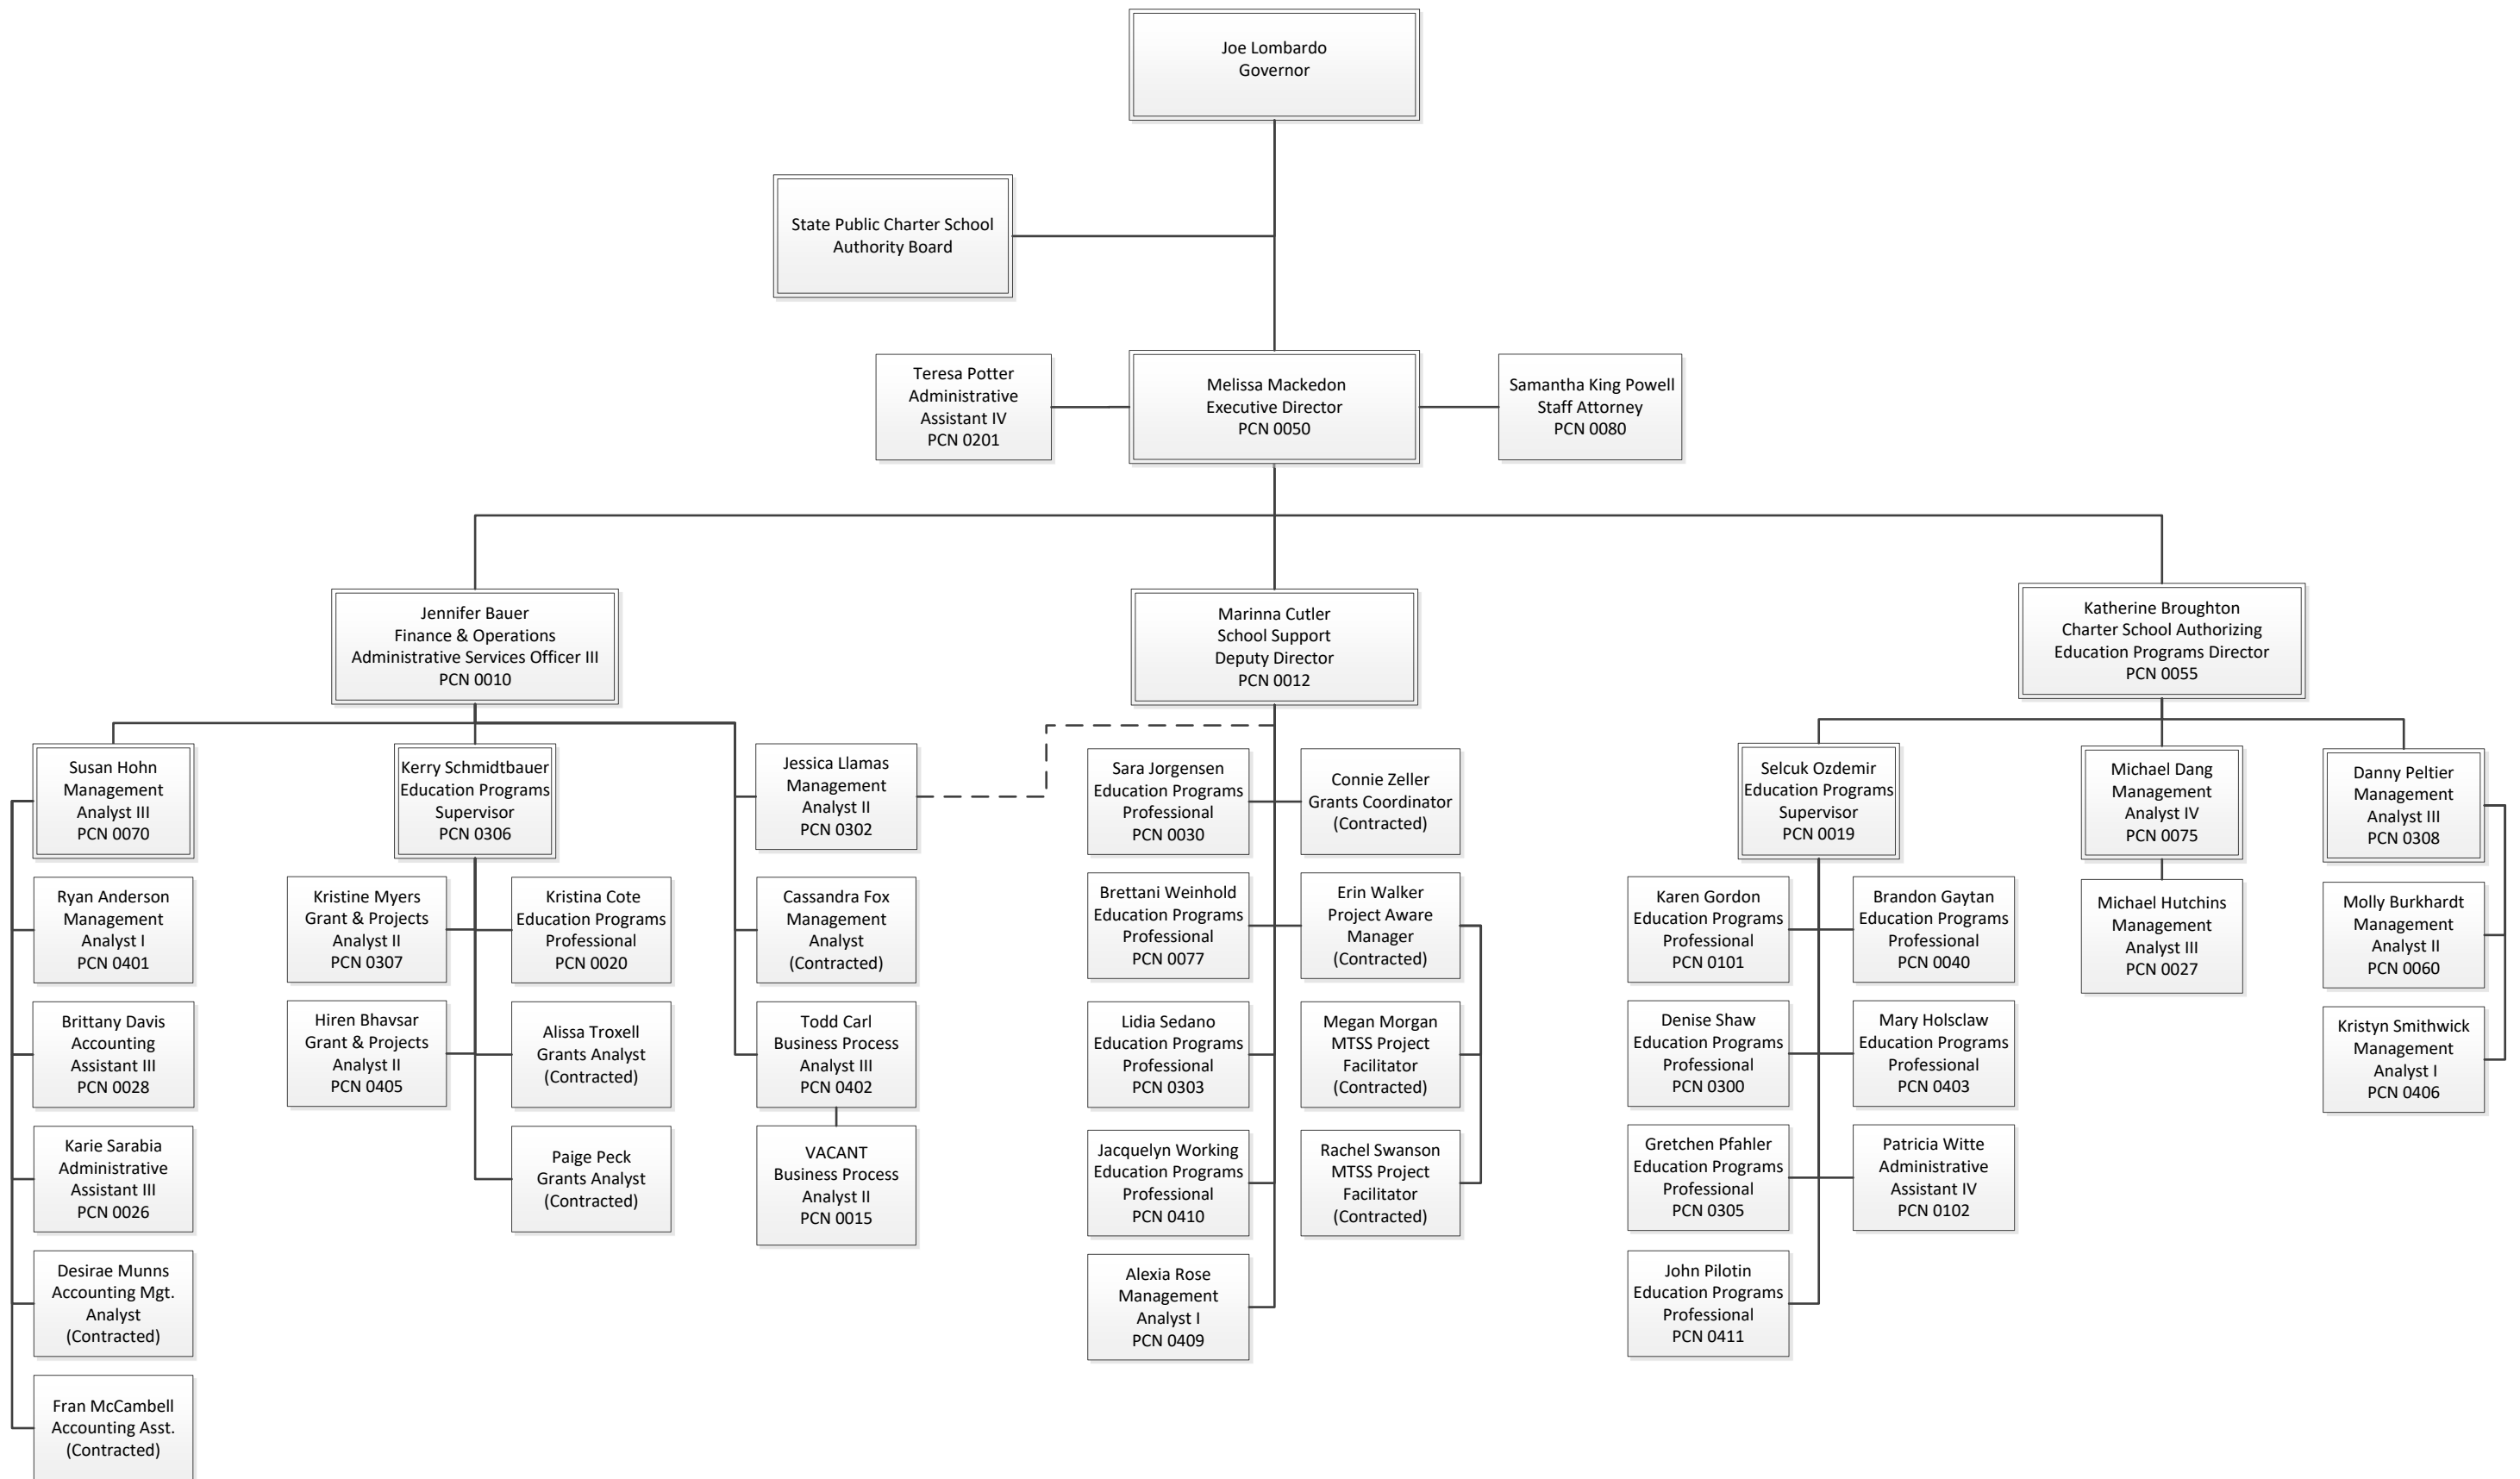 Joe Lombardo
Governor
State Public Charter School
Authority Board
Teresa Potter
Administrative
Assistant IV
PCN 0201
Melissa Mackedon
Executive Director
PCN 0050
Samantha King Powell
Staff Attorney
PCN 0080
Jennifer Bauer
Finance & Operations
Administrative Services Officer III
PCN 0010
Marinna Cutler
School Support
Deputy Director
PCN 0012
Katherine Broughton
Charter School Authorizing
Education Programs Director
PCN 0055
Susan Hohn
Management
Analyst III
PCN 0070
Ryan Anderson
Management
Analyst I
PCN 0401
Brittany Davis
Accounting
Assistant III
PCN 0028
Karie Sarabia
Administrative
Assistant III
PCN 0026
Desirae Munns
Accounting Mgt.
Analyst
(Contracted)
Fran McCambell
Accounting Asst.
(Contracted)
Kerry Schmidtbauer
Education Programs
Supervisor
PCN 0306
Kristine Myers
Grant & Projects
Analyst II
PCN 0307
Kristina Cote
Education Programs
Professional
PCN 0020
Hiren Bhavsar
Grant & Projects
Analyst II
PCN 0405
Alissa Troxell
Grants Analyst
(Contracted)
Paige Peck
Grants Analyst
(Contracted)
Jessica Llamas
Management
Analyst II
PCN 0302
Cassandra Fox
Management
Analyst
(Contracted)
Todd Carl
Business Process
Analyst III
PCN 0402
VACANT
Business Process
Analyst II
PCN 0015
Sara Jorgensen
Education Programs
Professional
PCN 0030
Connie Zeller
Grants Coordinator
(Contracted)
Brettani Weinhold
Education Programs
Professional
PCN 0077
Erin Walker
Project Aware
Manager
(Contracted)
Lidia Sedano
Education Programs
Professional
PCN 0303
Megan Morgan
MTSS Project
Facilitator
(Contracted)
Jacquelyn Working
Education Programs
Professional
PCN 0410
Rachel Swanson
MTSS Project
Facilitator
(Contracted)
Alexia Rose
Management
Analyst I
PCN 0409
Selcuk Ozdemir
Education Programs
Supervisor
PCN 0019
Karen Gordon
Education Programs
Professional
PCN 0101
Brandon Gaytan
Education Programs
Professional
PCN 0040
Denise Shaw
Education Programs
Professional
PCN 0300
Mary Holsclaw
Education Programs
Professional
PCN 0403
Gretchen Pfahler
Education Programs
Professional
PCN 0305
Patricia Witte
Administrative
Assistant IV
PCN 0102
John Pilotin
Education Programs
Professional
PCN 0411
Michael Dang
Management
Analyst IV
PCN 0075
Michael Hutchins
Management
Analyst III
PCN 0027
Danny Peltier
Management
Analyst III
PCN 0308
Molly Burkhardt
Management
Analyst II
PCN 0060
Kristyn Smithwick
Management
Analyst I
PCN 0406